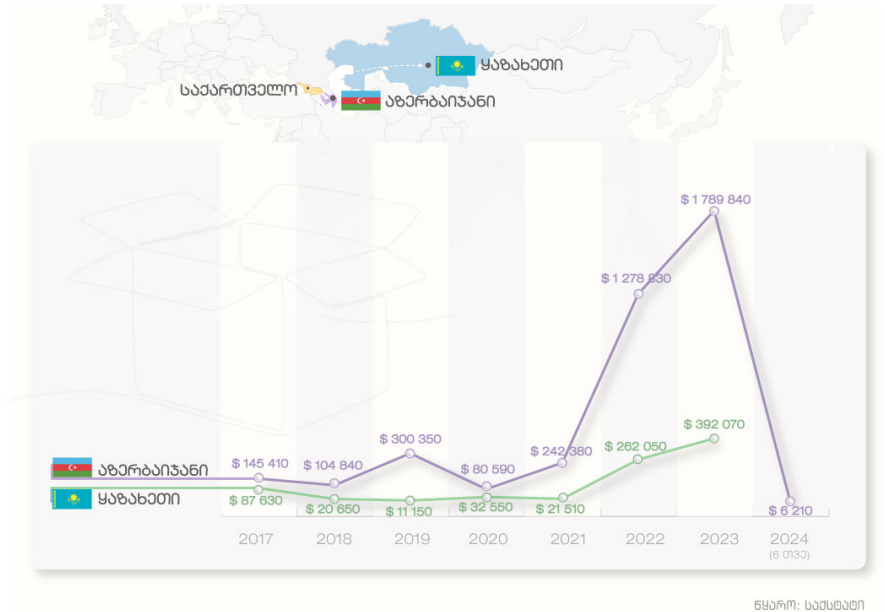 ყაზახეთი
საქართველო
აზერბაიჯანი
$ 1 789 840
$ 1 278 830
$ 300 350
$ 392 070
$ 242 380
$ 262 050
$ 145 410
$ 104 840
$ 80 590
აზერბაიჯანი
ყაზახეთი
$ 87 630
$ 20 650
$ 11 150
$ 32 550
$ 21 510
$ 6 210
2017
2018
2019
2020
2021
2022
2023
2024
(6 თვე)
წყარო: საქსტატი